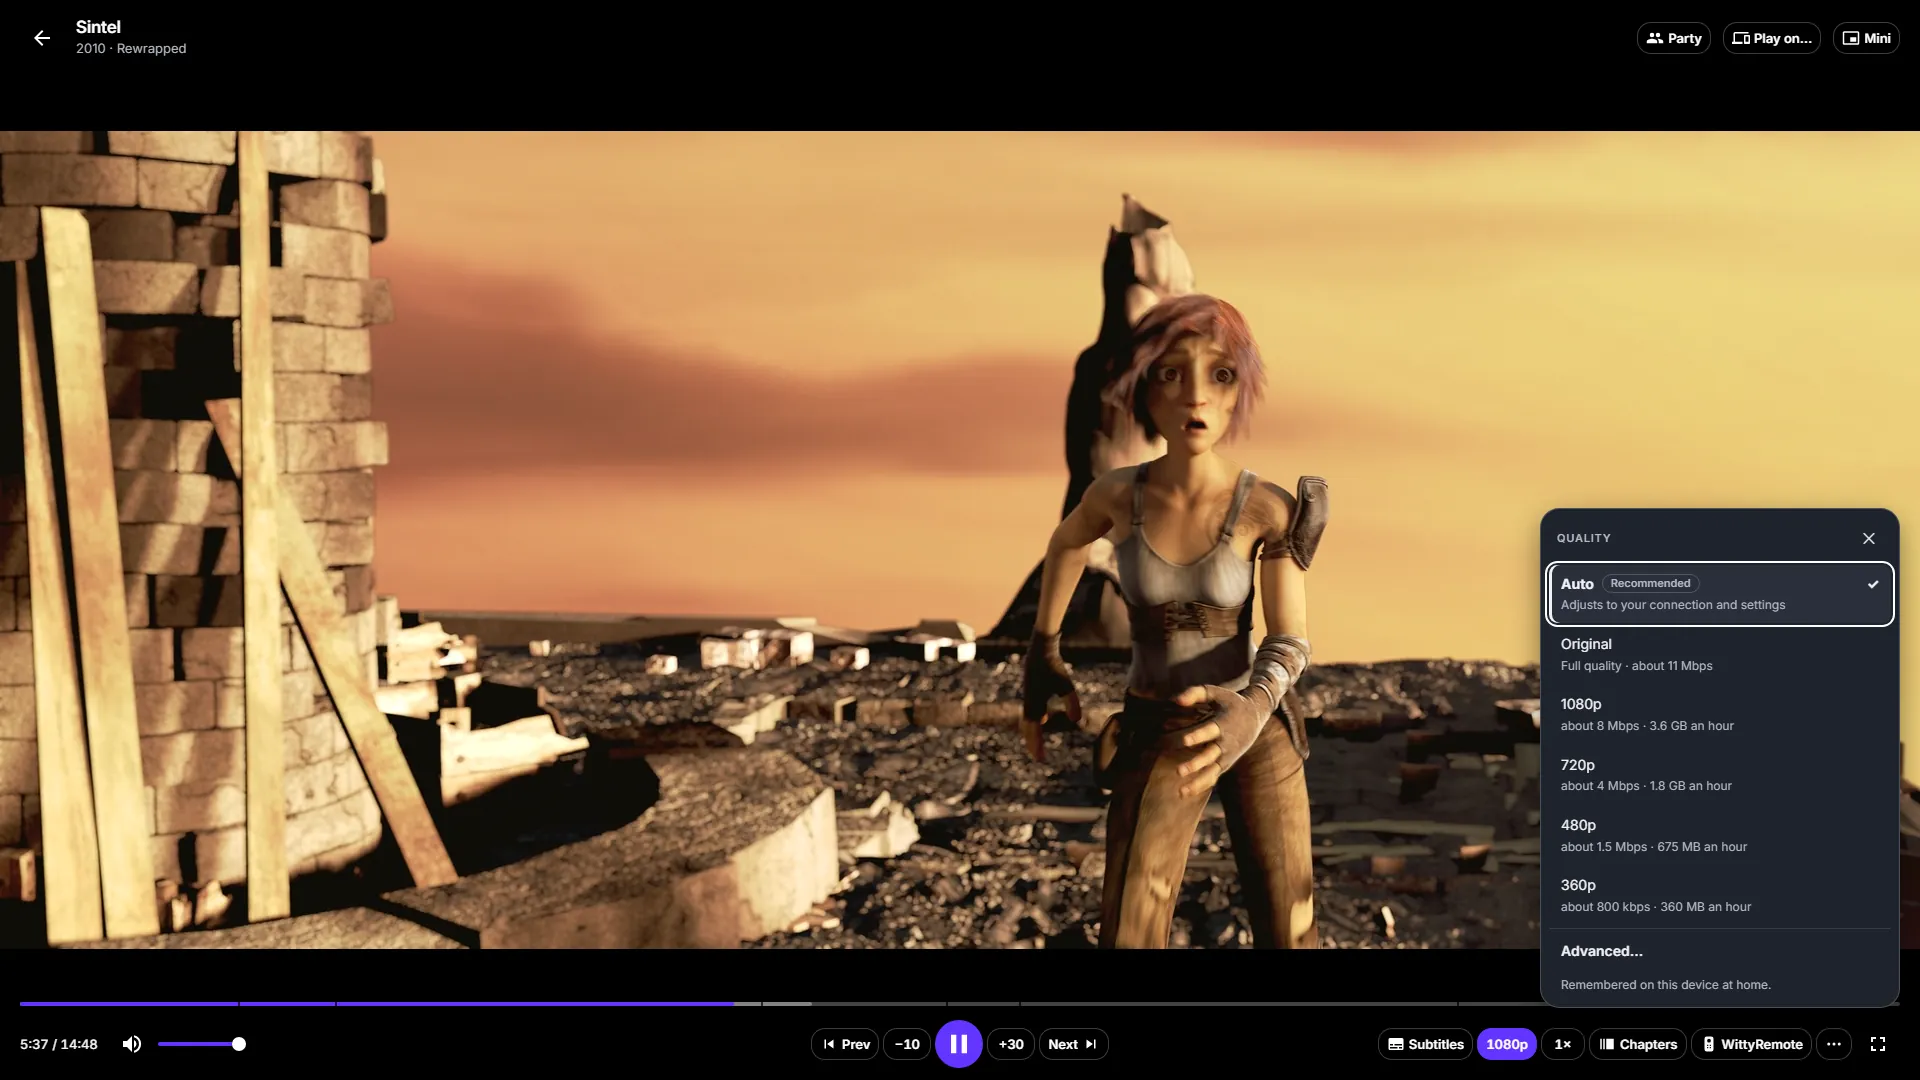 Sintel
2010 · Rewrapped
Party
Play on...
Mini
QUALITY
Auto Recommended
Adjusts to your connection and settings
Original
Full quality · about 11 Mbps
1080p
about 8 Mbps · 3.6 GB an hour
720p
about 4 Mbps · 1.8 GB an hour
480p
about 1.5 Mbps · 675 MB an hour
360p
about 800 kbps · 360 MB an hour
Advanced...
Remembered on this device at home.
5:37 / 14:48
Prev
−10
+30
Next
Subtitles
1080p
1×
Chapters
WittyRemote